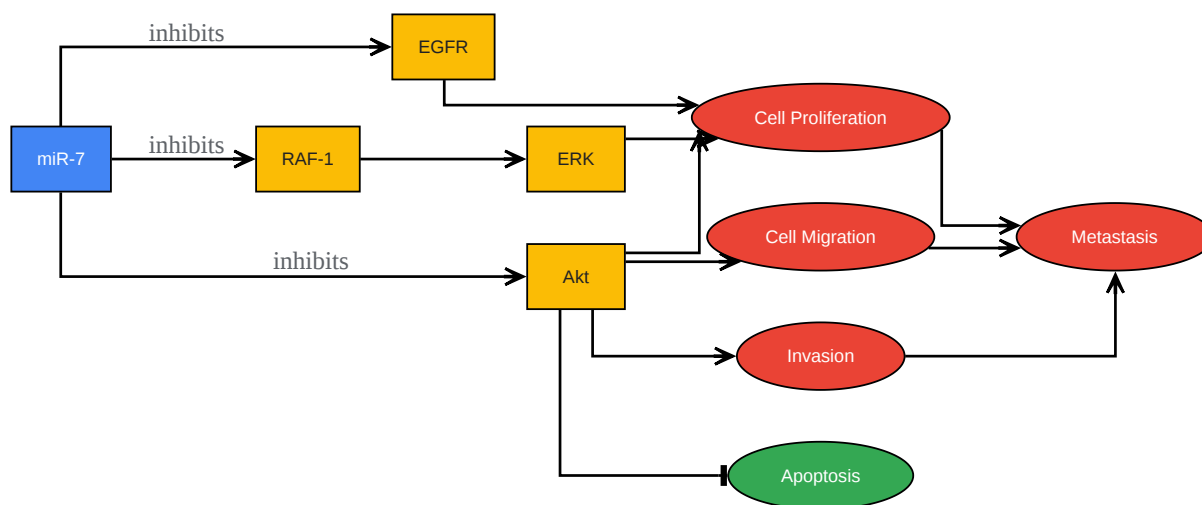 inhibits
EGFR
Cell Proliferation
miR-7
inhibits
RAF-1
ERK
Cell Migration
Metastasis
inhibits
Akt
Invasion
Apoptosis